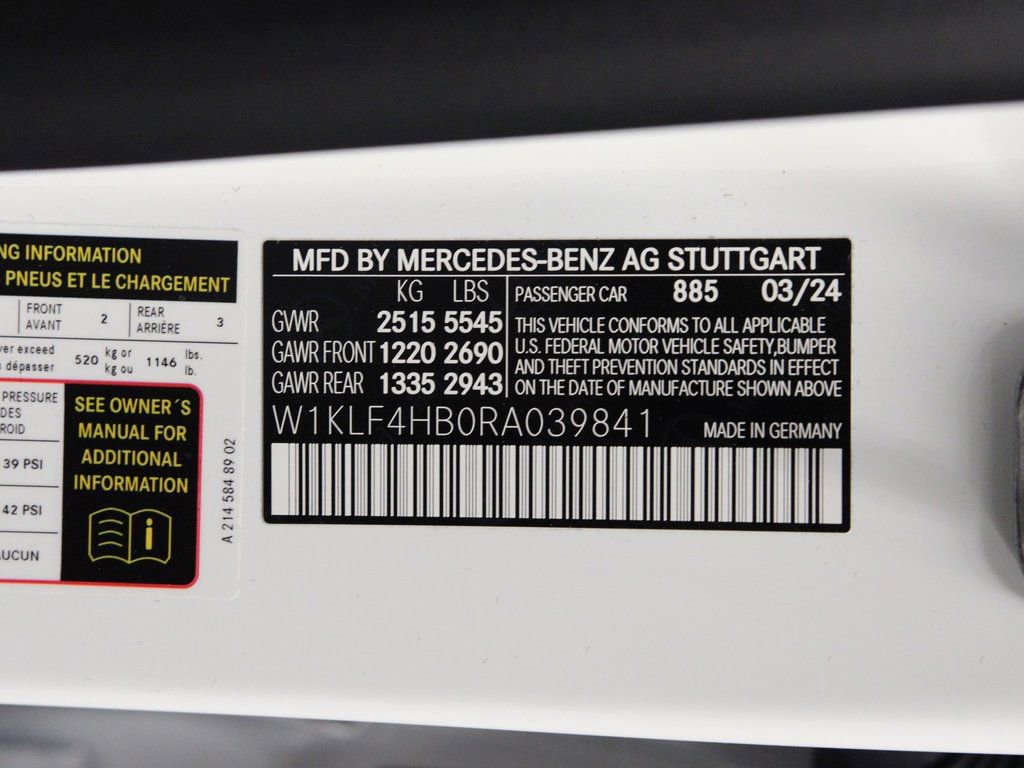 NG INFORMATION
PNEUS ET LE CHARGEMENT
FRONT
AVANT
2
REAR
ARRIÈRE
3
ver exceed
dépasser
520
kg or
kg ou
1146
lbs.
lb.
PRESSURE
DES
ROID
39 PSI
42 PSI
AUCUN
SEE OWNER´S
MANUAL FOR
ADDITIONAL
INFORMATION
i
A 214 584 89 02
MFD BY MERCEDES-BENZ AG STUTTGART
KG LBS
GVWR 2515 5545
GAWR FRONT 1220 2690
GAWR REAR 1335 2943
PASSENGER CAR 885 03/24
THIS VEHICLE CONFORMS TO ALL APPLICABLE
U.S. FEDERAL MOTOR VEHICLE SAFETY,BUMPER
AND THEFT PREVENTION STANDARDS IN EFFECT
ON THE DATE OF MANUFACTURE SHOWN ABOVE
W1KLF4HB0RA039841
MADE IN GERMANY